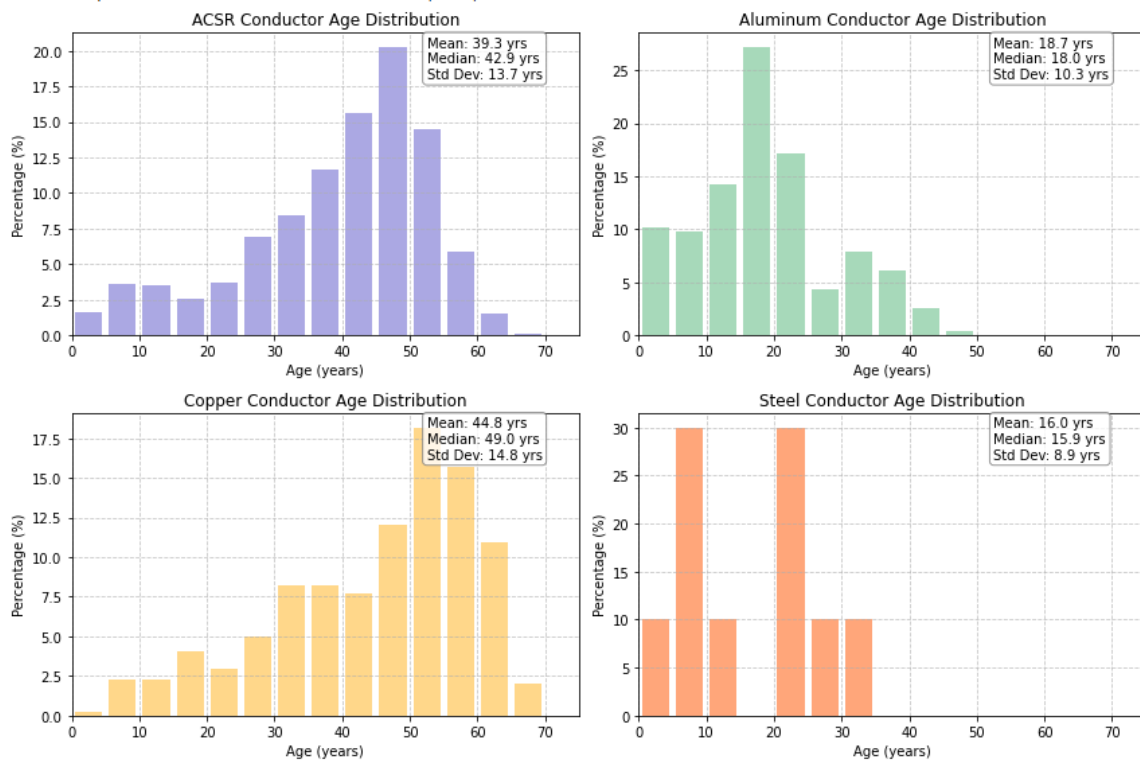 ACSR Conductor Age Distribution
Mean: 39.3 yrs
Median: 42.9 yrs
Std Dev: 13.7 yrs
Percentage (%)
20.0
17.5
15.0
12.5
10.0
7.5
5.0
2.5
0.0
0 10 20 30 40 50 60 70
Age (years)
Aluminum Conductor Age Distribution
Mean: 18.7 yrs
Median: 18.0 yrs
Std Dev: 10.3 yrs
Percentage (%)
25
20
15
10
5
0
0 10 20 30 40 50 60 70
Age (years)
Copper Conductor Age Distribution
Mean: 44.8 yrs
Median: 49.0 yrs
Std Dev: 14.8 yrs
Percentage (%)
17.5
15.0
12.5
10.0
7.5
5.0
2.5
0.0
0 10 20 30 40 50 60 70
Age (years)
Steel Conductor Age Distribution
Mean: 16.0 yrs
Median: 15.9 yrs
Std Dev: 8.9 yrs
Percentage (%)
30
25
20
15
10
5
0
0 10 20 30 40 50 60 70
Age (years)